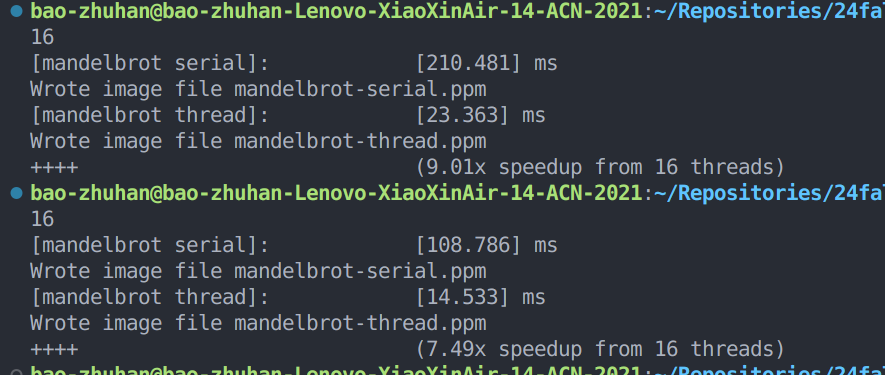 bao-zhuhan@bao-zhuhan-Lenovo-XiaoXinAir-14-ACN-2021:~/Repositories/24fa
16
[mandelbrot serial]: [210.481] ms
Wrote image file mandelbrot-serial.ppm
[mandelbrot thread]: [23.363] ms
Wrote image file mandelbrot-thread.ppm
++++ (9.01x speedup from 16 threads)
bao-zhuhan@bao-zhuhan-Lenovo-XiaoXinAir-14-ACN-2021:~/Repositories/24fa
16
[mandelbrot serial]: [108.786] ms
Wrote image file mandelbrot-serial.ppm
[mandelbrot thread]: [14.533] ms
Wrote image file mandelbrot-thread.ppm
++++ (7.49x speedup from 16 threads)
bao-zhuhan@bao-zhuhan-Lenovo-XiaoXinAir-14-ACN-2021:~/Repositories/24fa